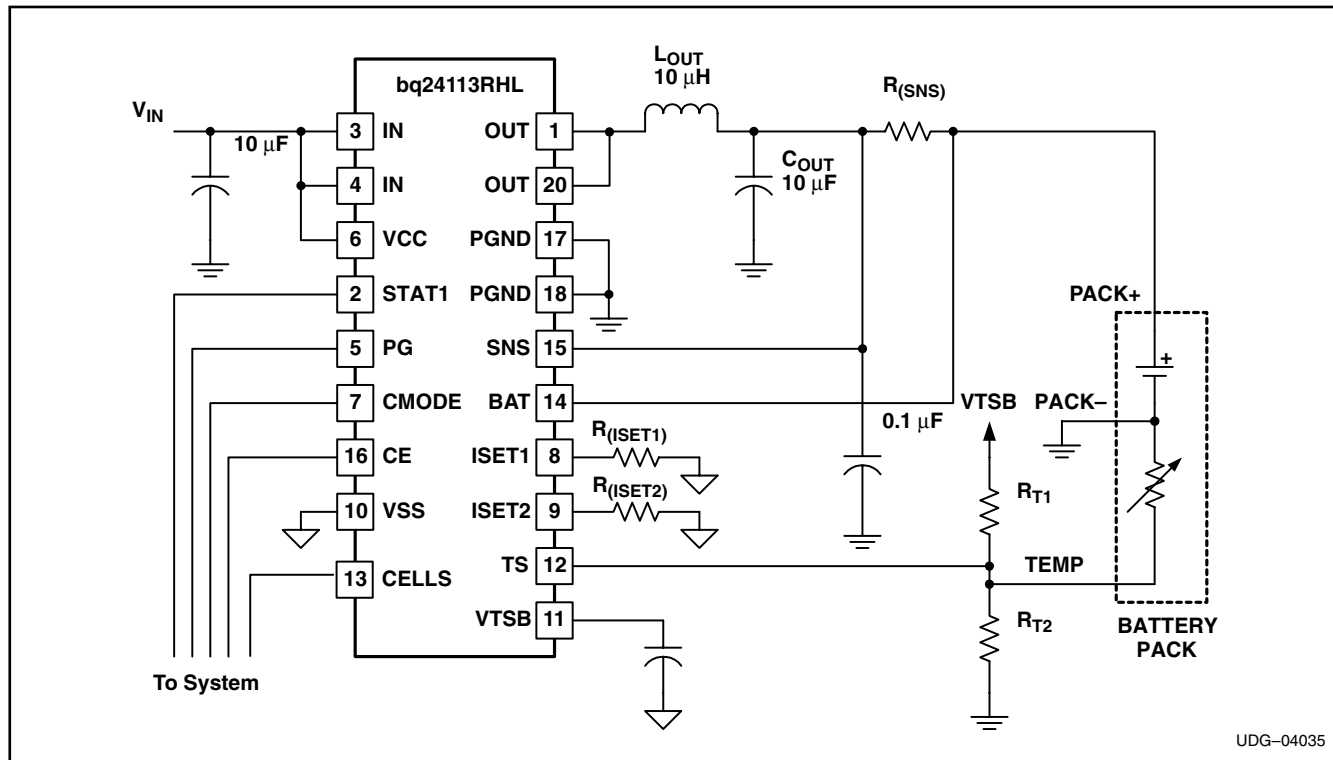 bq24113RHL
L_OUT
10 μH
R_(SNS)
V_IN
10 μF
3 IN
OUT 1
C_OUT
10 μF
4 IN
OUT 20
6 VCC
PGND 17
2 STAT1
PGND 18
PACK+
5 PG
SNS 15
+
7 CMODE
BAT 14
0.1 μF
VTSB
PACK–
16 CE
ISET1 8
R_(ISET1)
R_T1
10 VSS
ISET2 9
R_(ISET2)
13 CELLS
TS 12
TEMP
VTSB 11
R_T2
BATTERY
PACK
To System
UDG–04035